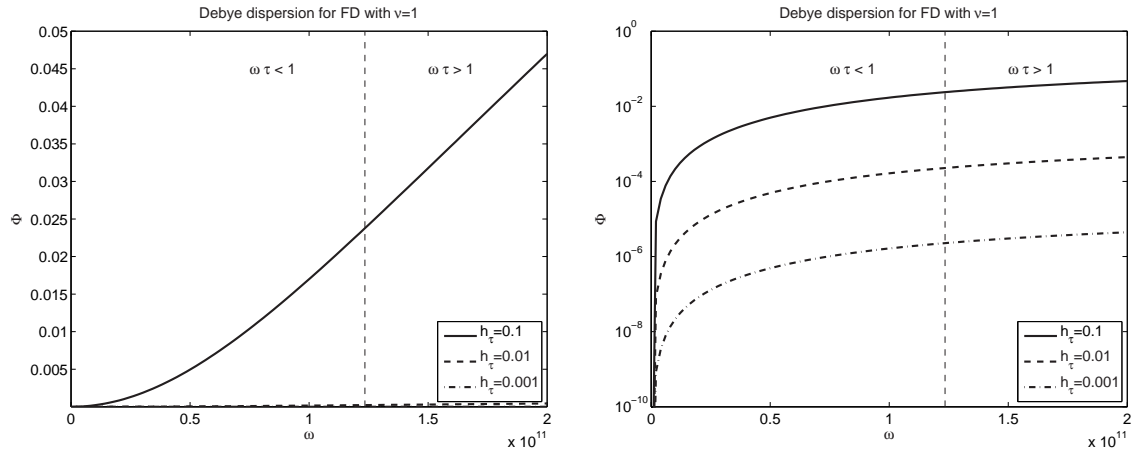 Debye dispersion for FD with ν=1
0.05
0.045
0.04
0.035
0.03
0.025
0.02
0.015
0.01
0.005
Φ
ω τ < 1
ω τ > 1
h_τ=0.1
h_τ=0.01
h_τ=0.001
0
0.5
1
1.5
2
x 10^11
ω
Debye dispersion for FD with ν=1
10^0
10^−2
10^−4
10^−6
10^−8
10^−10
Φ
ω τ < 1
ω τ > 1
h_τ=0.1
h_τ=0.01
h_τ=0.001
0
0.5
1
1.5
2
x 10^11
ω